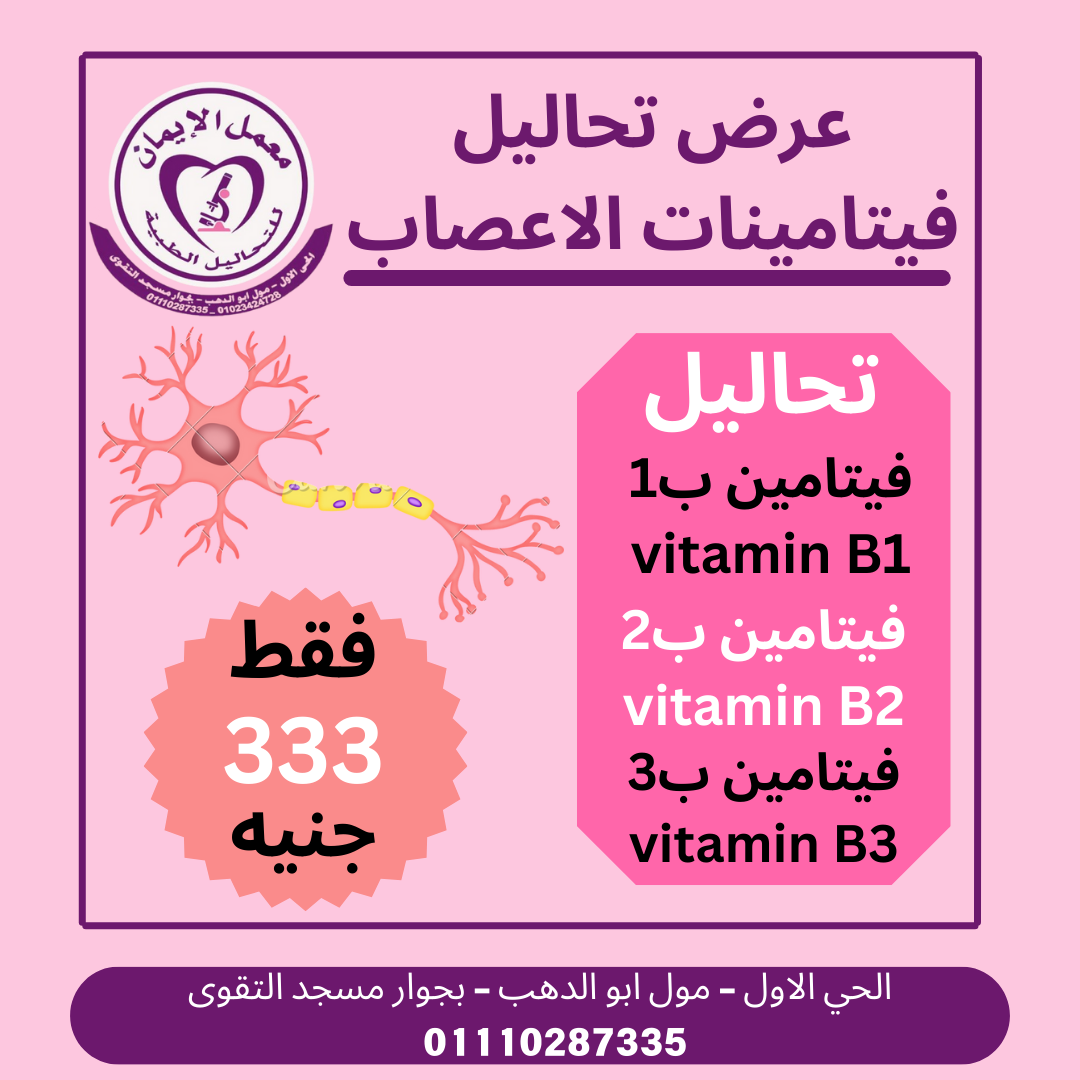 معمل الإيمان
للتحاليل الطبية
الحي الاول - مول ابو الدهب - بجوار مسجد التقوى
01110287335 _ 01023424728
عرض تحاليل
فيتامينات الاعصاب
تحاليل
فيتامين ب1
vitamin B1
فيتامين ب2
vitamin B2
فيتامين ب3
vitamin B3
فقط
333
جنيه
الحي الاول - مول ابو الدهب - بجوار مسجد التقوى
01110287335